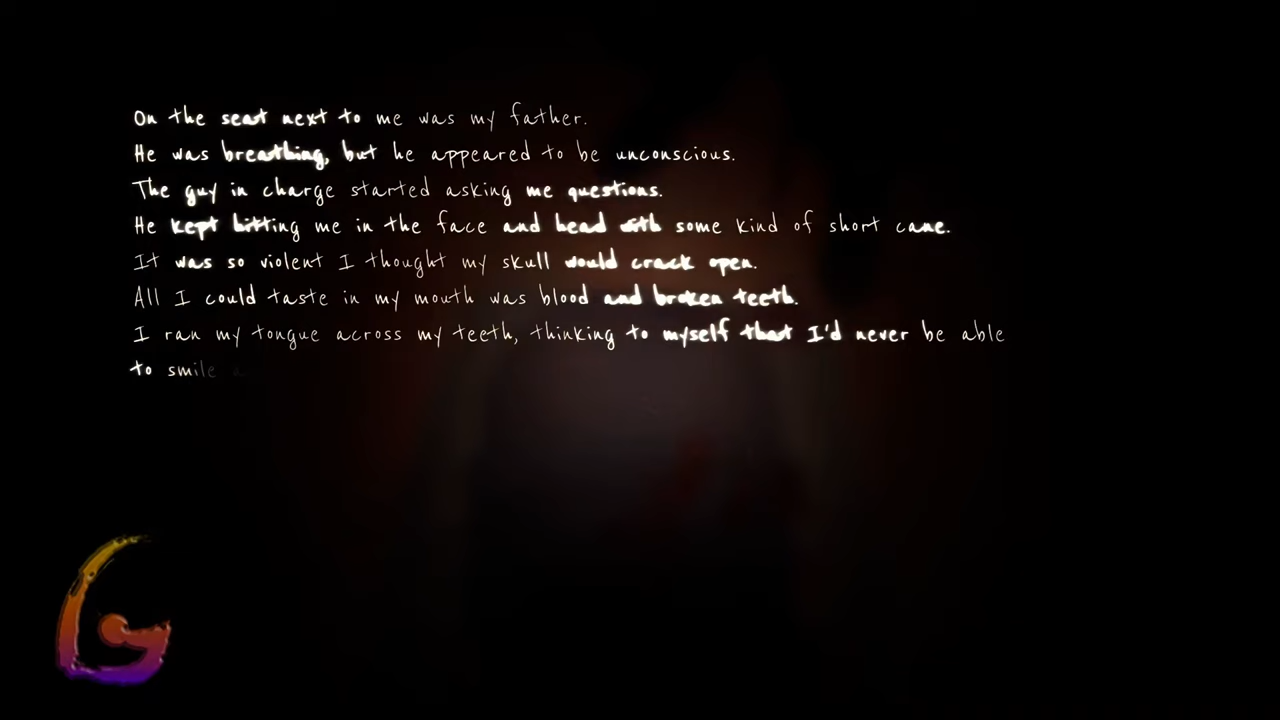 On the seat next to me was my father.
He was breathing, but he appeared to be unconscious.
The guy in charge started asking me questions.
He kept hitting me in the face and head with some kind of short cane.
It was so violent I thought my skull would crack open.
All I could taste in my mouth was blood and broken teeth.
I ran my tongue across my teeth, thinking to myself that I'd never be able
to smile